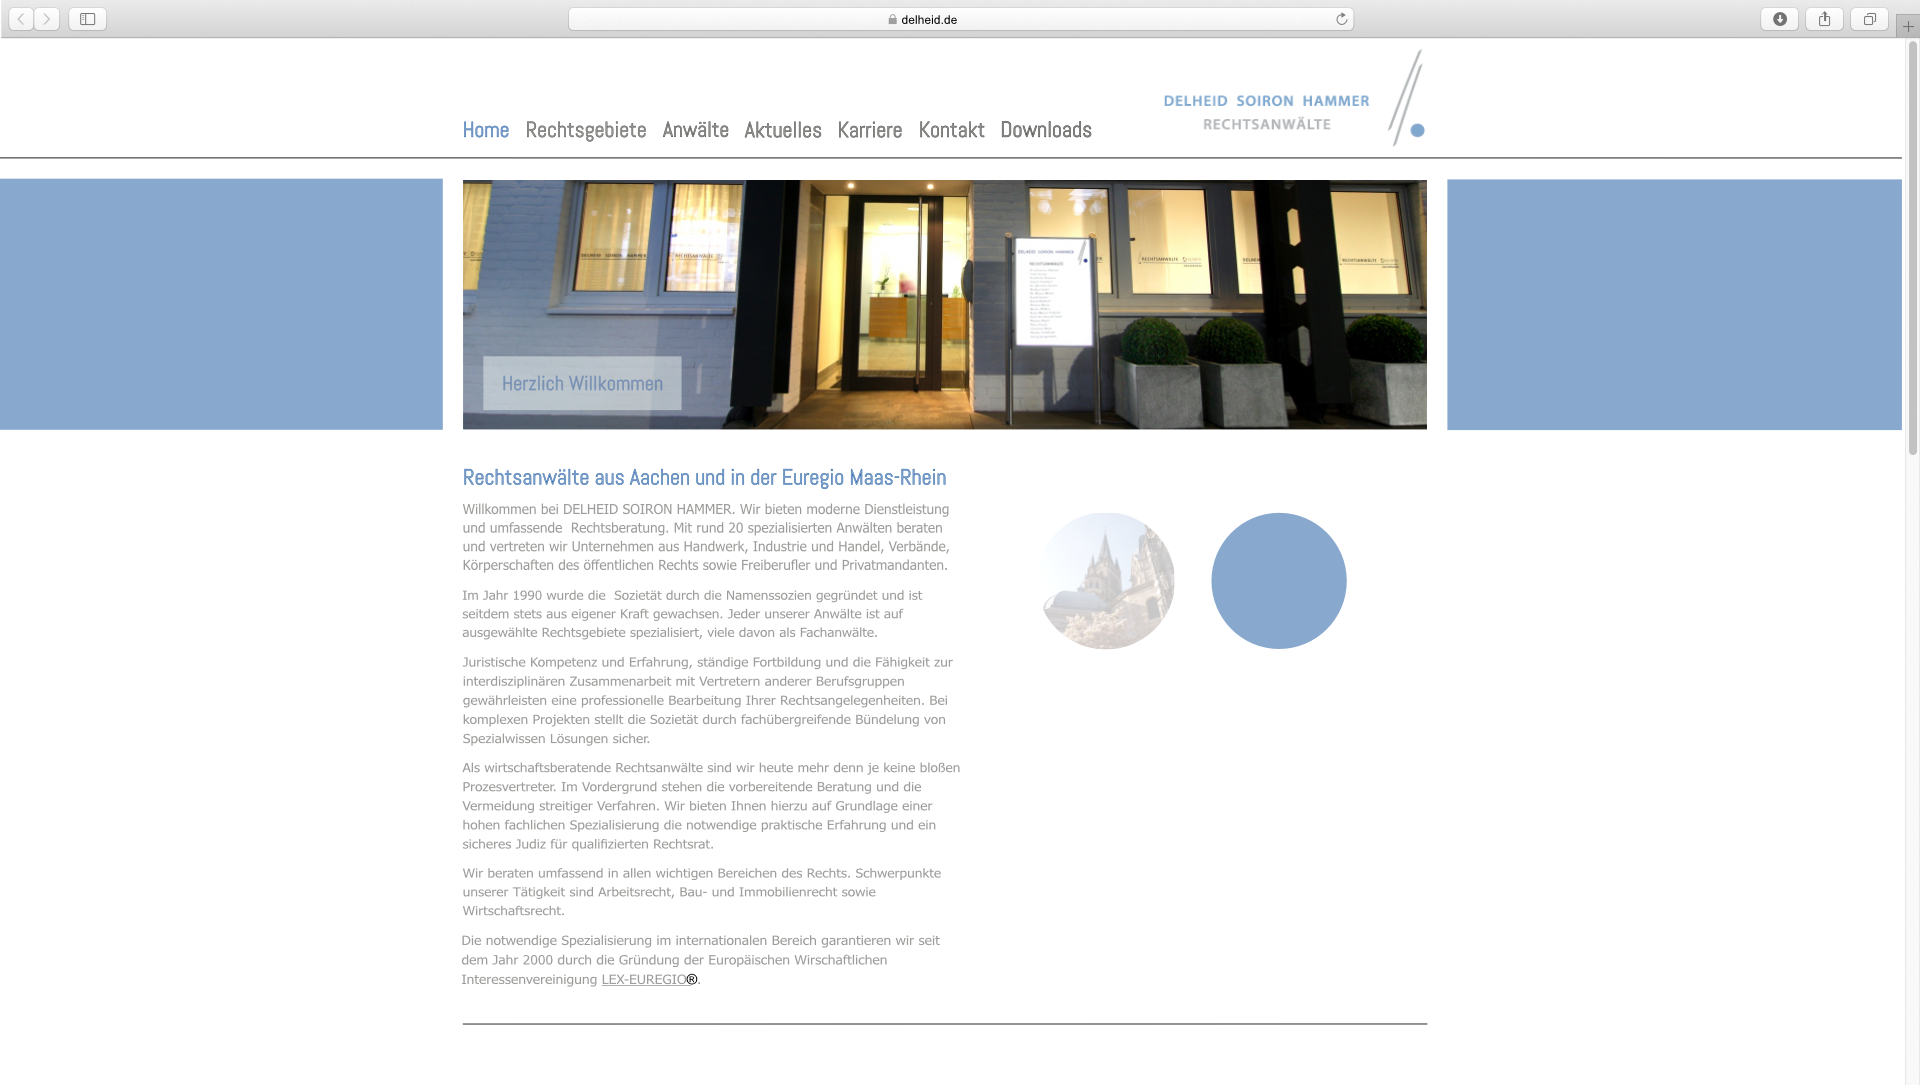 delheid.de
DELHEID SOIRON HAMMER
RECHTSANWÄLTE
Home Rechtsgebiete Anwälte Aktuelles Karriere Kontakt Downloads
DELHEID SOIRON HAMMER
RECHTSANWÄLTE
RECHTSANWÄLTE
DELHEID SOIRON HAMMER
RECHTSANWÄLTE
RECHTSANWÄLTE
Herzlich Willkommen
Rechtsanwälte aus Aachen und in der Euregio Maas-Rhein
Willkommen bei DELHEID SOIRON HAMMER. Wir bieten moderne Dienstleistung
und umfassende Rechtsberatung. Mit rund 20 spezialisierten Anwälten beraten
und vertreten wir Unternehmen aus Handwerk, Industrie und Handel, Verbände,
Körperschaften des öffentlichen Rechts sowie Freiberufler und Privatmandanten.
Im Jahr 1990 wurde die Sozietät durch die Namenssozien gegründet und ist
seitdem stets aus eigener Kraft gewachsen. Jeder unserer Anwälte ist auf
ausgewählte Rechtsgebiete spezialisiert, viele davon als Fachanwälte.
Juristische Kompetenz und Erfahrung, ständige Fortbildung und die Fähigkeit zur
interdisziplinären Zusammenarbeit mit Vertretern anderer Berufsgruppen
gewährleisten eine professionelle Bearbeitung Ihrer Rechtsangelegenheiten. Bei
komplexen Projekten stellt die Sozietät durch fachübergreifende Bündelung von
Spezialwissen Lösungen sicher.
Als wirtschaftsberatende Rechtsanwälte sind wir heute mehr denn je keine bloßen
Prozesvertreter. Im Vordergrund stehen die vorbereitende Beratung und die
Vermeidung streitiger Verfahren. Wir bieten Ihnen hierzu auf Grundlage einer
hohen fachlichen Spezialisierung die notwendige praktische Erfahrung und ein
sicheres Judiz für qualifizierten Rechtsrat.
Wir beraten umfassend in allen wichtigen Bereichen des Rechts. Schwerpunkte
unserer Tätigkeit sind Arbeitsrecht, Bau- und Immobilienrecht sowie
Wirtschaftsrecht.
Die notwendige Spezialisierung im internationalen Bereich garantieren wir seit
dem Jahr 2000 durch die Gründung der Europäischen Wirschaftlichen
Interessenvereinigung LEX-EUREGIO®.